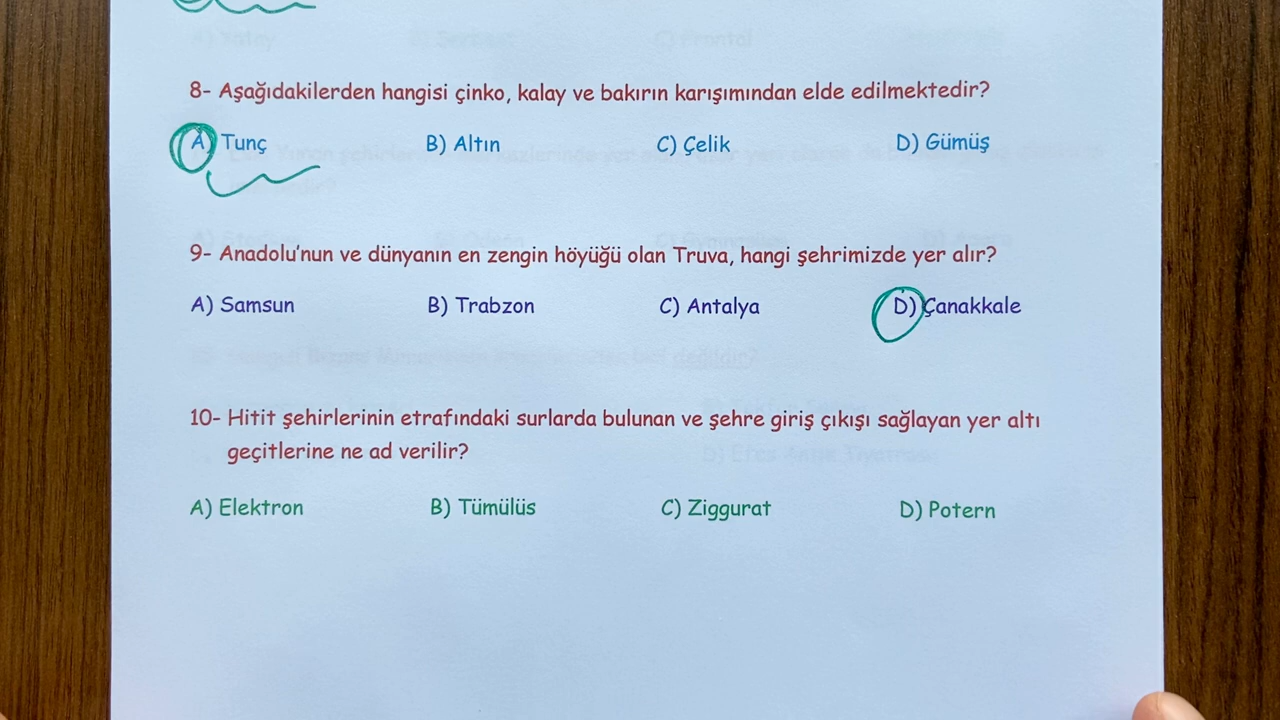 8- Aşağıdakilerden hangisi çinko, kalay ve bakırın karışımından elde edilmektedir?
A) Tunç B) Altın C) Çelik D) Gümüş
9- Anadolu'nun ve dünyanın en zengin höyüğü olan Truva, hangi şehrimizde yer alır?
A) Samsun B) Trabzon C) Antalya D) Çanakkale
10- Hitit şehirlerinin etrafındaki surlarda bulunan ve şehre giriş çıkışı sağlayan yer altı
geçitlerine ne ad verilir?
A) Elektron B) Tümülüs C) Ziggurat D) Potern